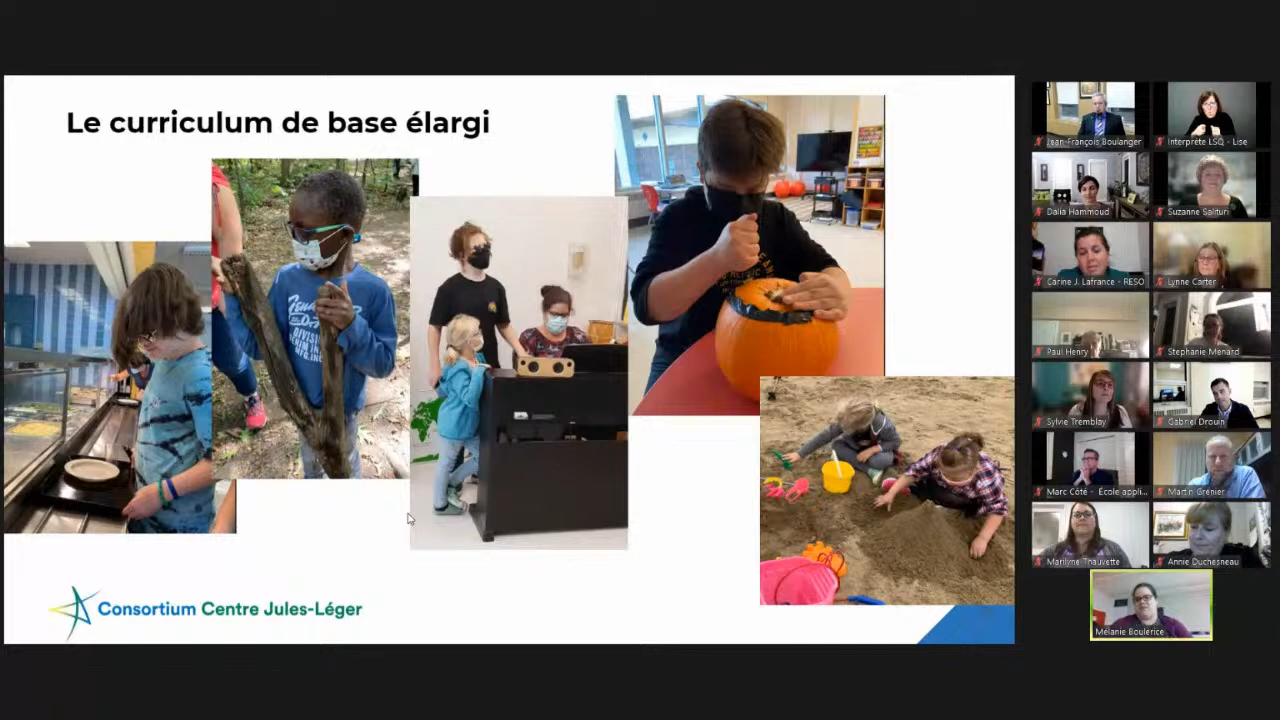 Le curriculum de base élargi
Consortium Centre Jules-Léger
Jean-François Boulanger
Interprète LSQ - Lise
Dalia Hammoud
Suzanne Salituri
Carine J. Lafrance - RESO
Lynne Carter
Paul Henry
Stephanie Menard
Sylvie Tremblay
Gabriel Drouin
Marc Côté - École appli...
Martin Grenier
Marilyne Thauvette
Annie Duchesneau
Mélanie Boulerice